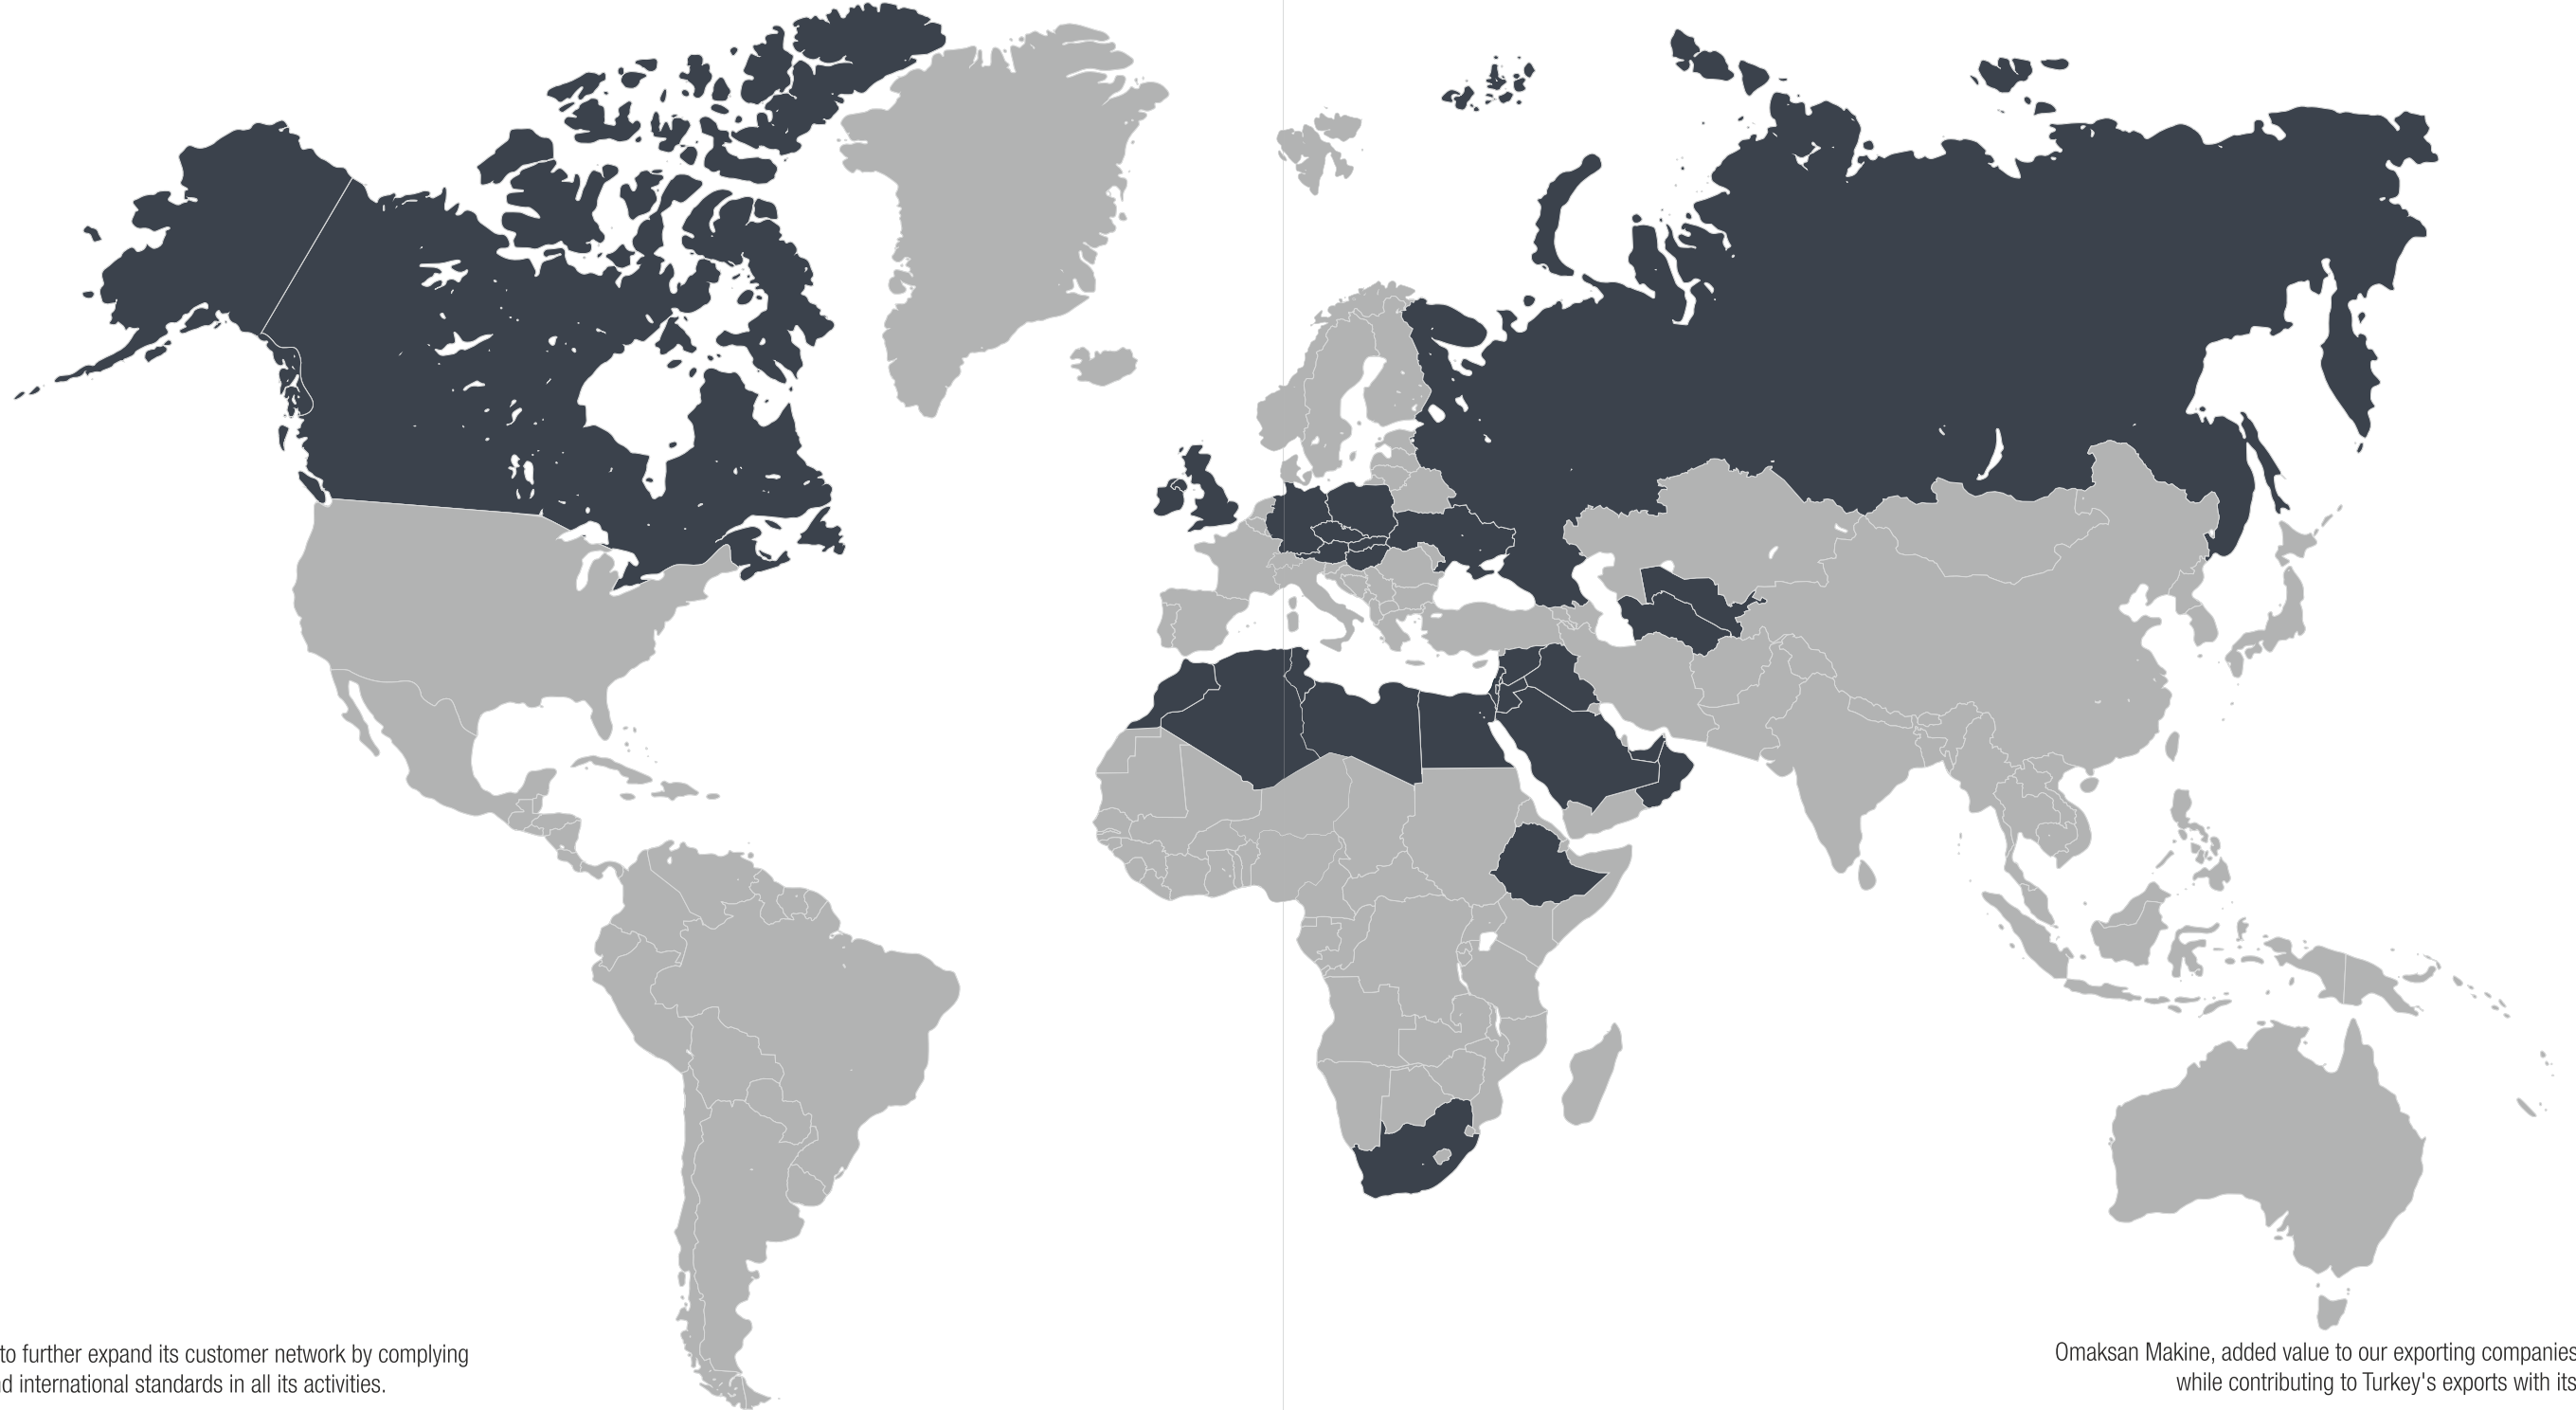 to further expand its customer network by complying
d international standards in all its activities.
Omaksan Makine, added value to our exporting companies
while contributing to Turkey's exports with its